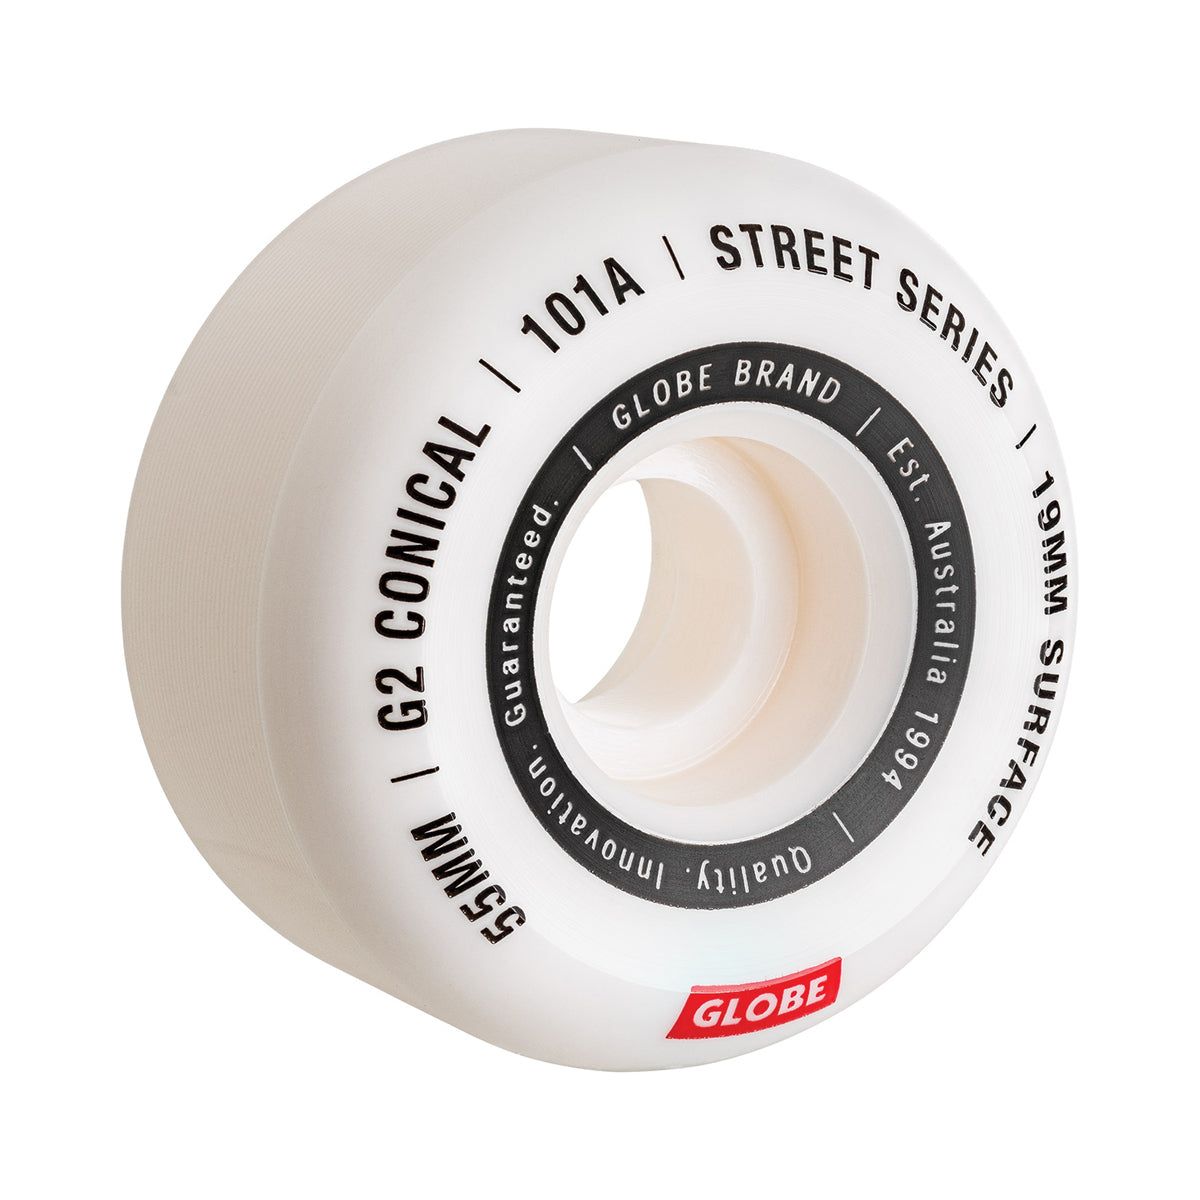 55MM | G2 CONICAL | 101A | STREET SERIES | 19MM SURFACE
GLOBE BRAND | Est. Australia 1994 | Quality. Innovation. Guaranteed. |
GLOBE